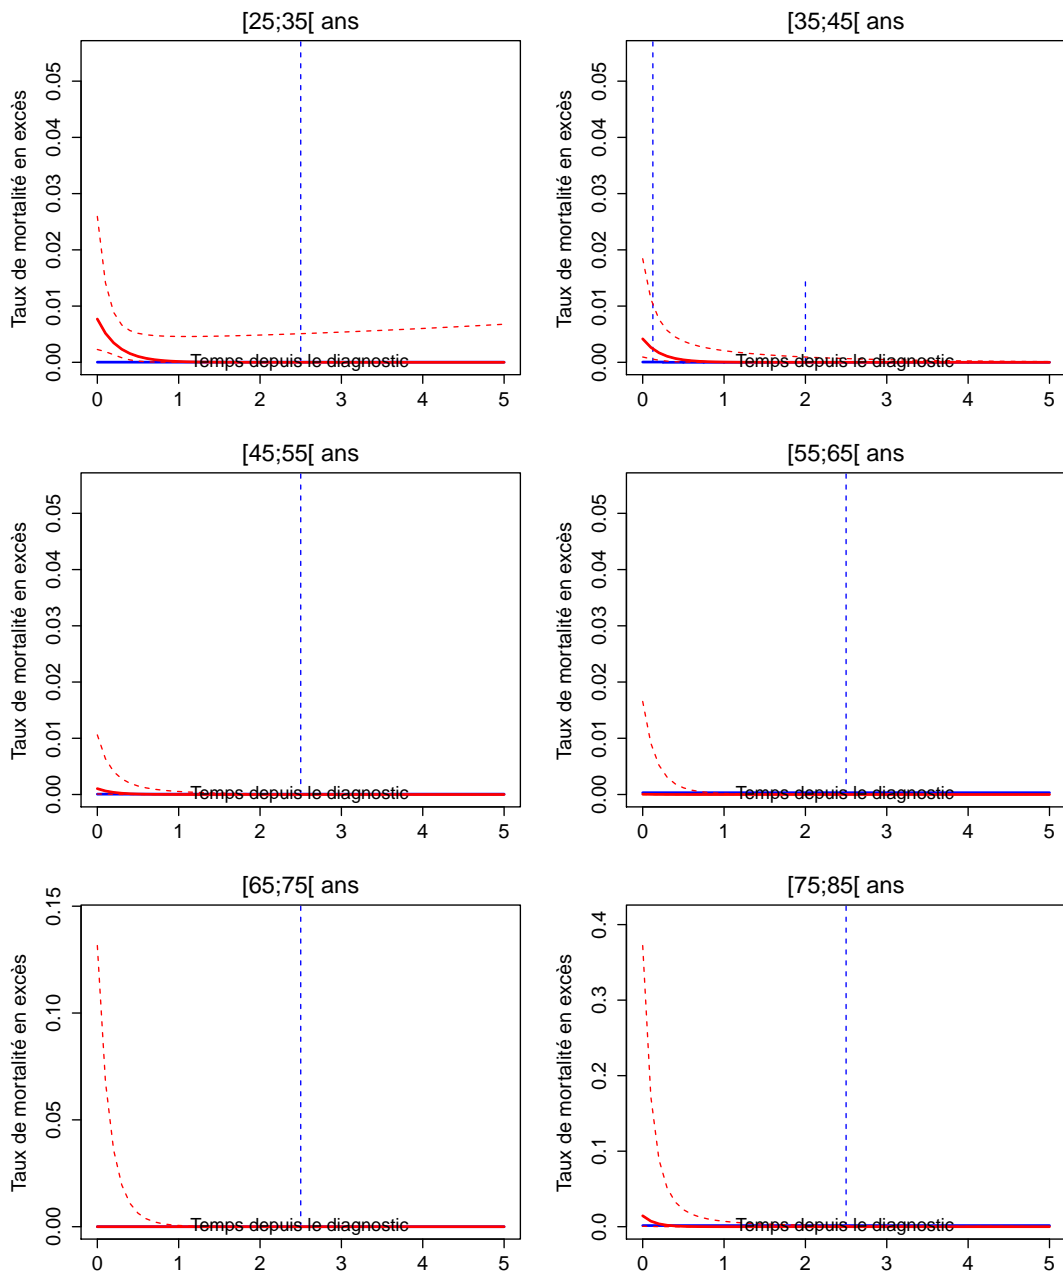 [25;35[ ans
Taux de mortalité en excès
0.00 0.01 0.02 0.03 0.04 0.05
Temps depuis le diagnostic
0 1 2 3 4 5
[35;45[ ans
Taux de mortalité en excès
0.00 0.01 0.02 0.03 0.04 0.05
Temps depuis le diagnostic
0 1 2 3 4 5
[45;55[ ans
Taux de mortalité en excès
0.00 0.01 0.02 0.03 0.04 0.05
Temps depuis le diagnostic
0 1 2 3 4 5
[55;65[ ans
Taux de mortalité en excès
0.00 0.01 0.02 0.03 0.04 0.05
Temps depuis le diagnostic
0 1 2 3 4 5
[65;75[ ans
Taux de mortalité en excès
0.00 0.05 0.10 0.15
Temps depuis le diagnostic
0 1 2 3 4 5
[75;85[ ans
Taux de mortalité en excès
0.0 0.1 0.2 0.3 0.4
Temps depuis le diagnostic
0 1 2 3 4 5